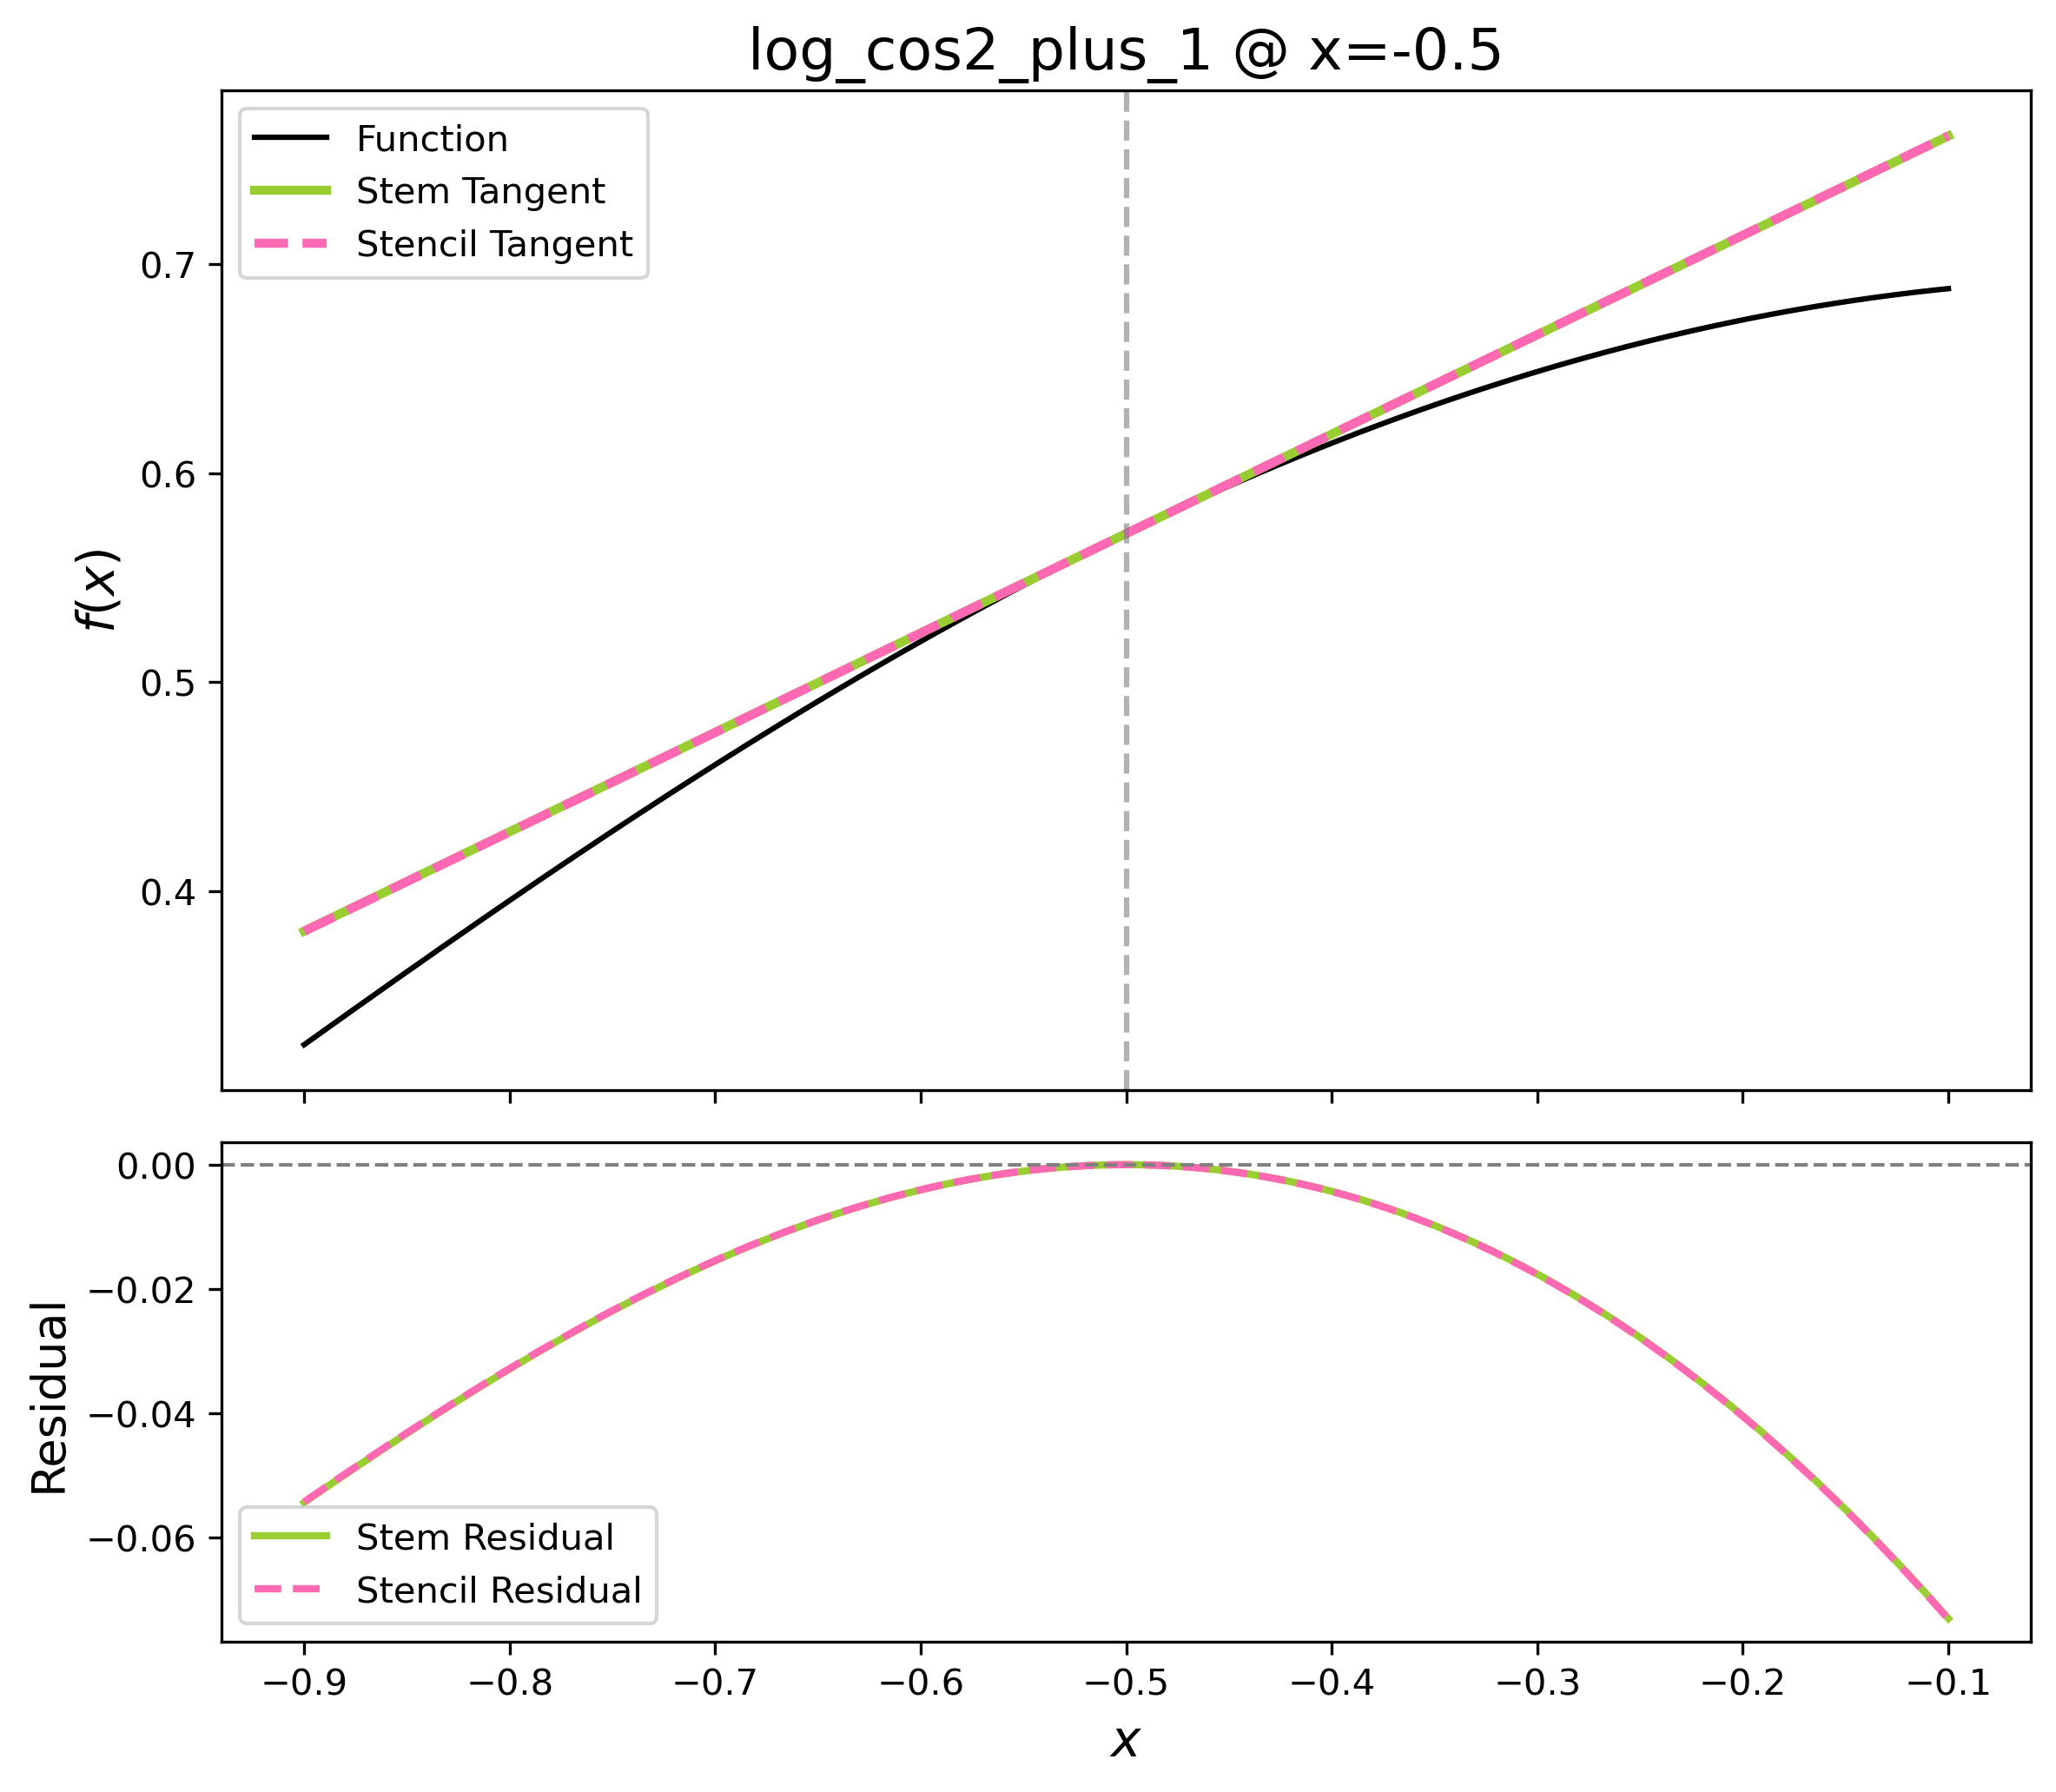 log_cos2_plus_1 @ x=-0.5
Function
Stem Tangent
Stencil Tangent
0.7
0.6
0.5
0.4
f(x)
0.00
−0.02
−0.04
−0.06
Residual
Stem Residual
Stencil Residual
−0.9 −0.8 −0.7 −0.6 −0.5 −0.4 −0.3 −0.2 −0.1
x